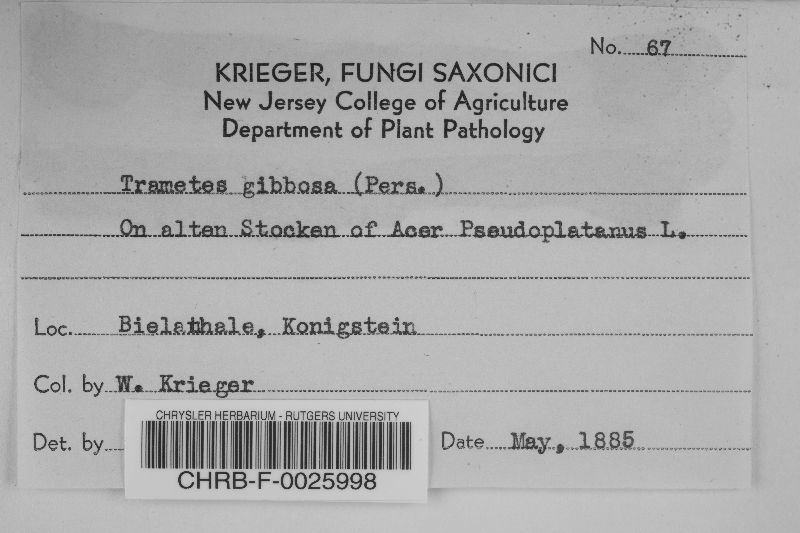 No. 67
KRIEGER, FUNGI SAXONICI
New Jersey College of Agriculture
Department of Plant Pathology
Trametes gibbosa (Pers.)
On alten Stocken of Acer Pseudoplatanus L.
Loc. Bielathale, Konigstein
Col. by W. Krieger
Det. by
Date May, 1885
CHRYSLER HERBARIUM - RUTGERS UNIVERSITY
CHRB-F-0025998